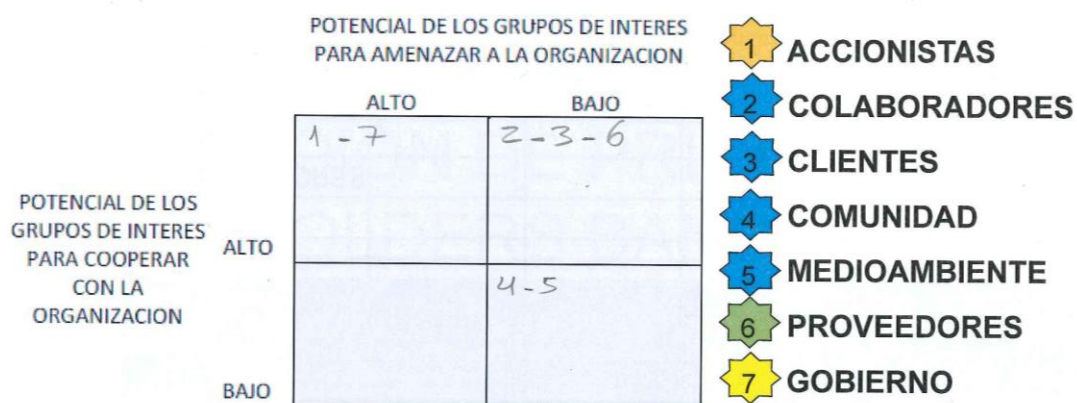 POTENCIAL DE LOS GRUPOS DE INTERES
PARA AMENAZAR A LA ORGANIZACION
ALTO BAJO
POTENCIAL DE LOS
GRUPOS DE INTERES
PARA COOPERAR
CON LA
ORGANIZACION
ALTO
BAJO
1-7
2-3-6
4-5
1 ACCIONISTAS
2 COLABORADORES
3 CLIENTES
4 COMUNIDAD
5 MEDIOAMBIENTE
6 PROVEEDORES
7 GOBIERNO